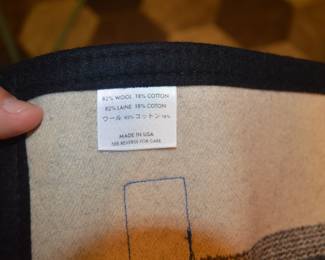 82% WOOL 18% COTTON
82% LAINE 18% COTON
ウール 82% コットン 18%
MADE IN USA
SEE REVERSE FOR CARE